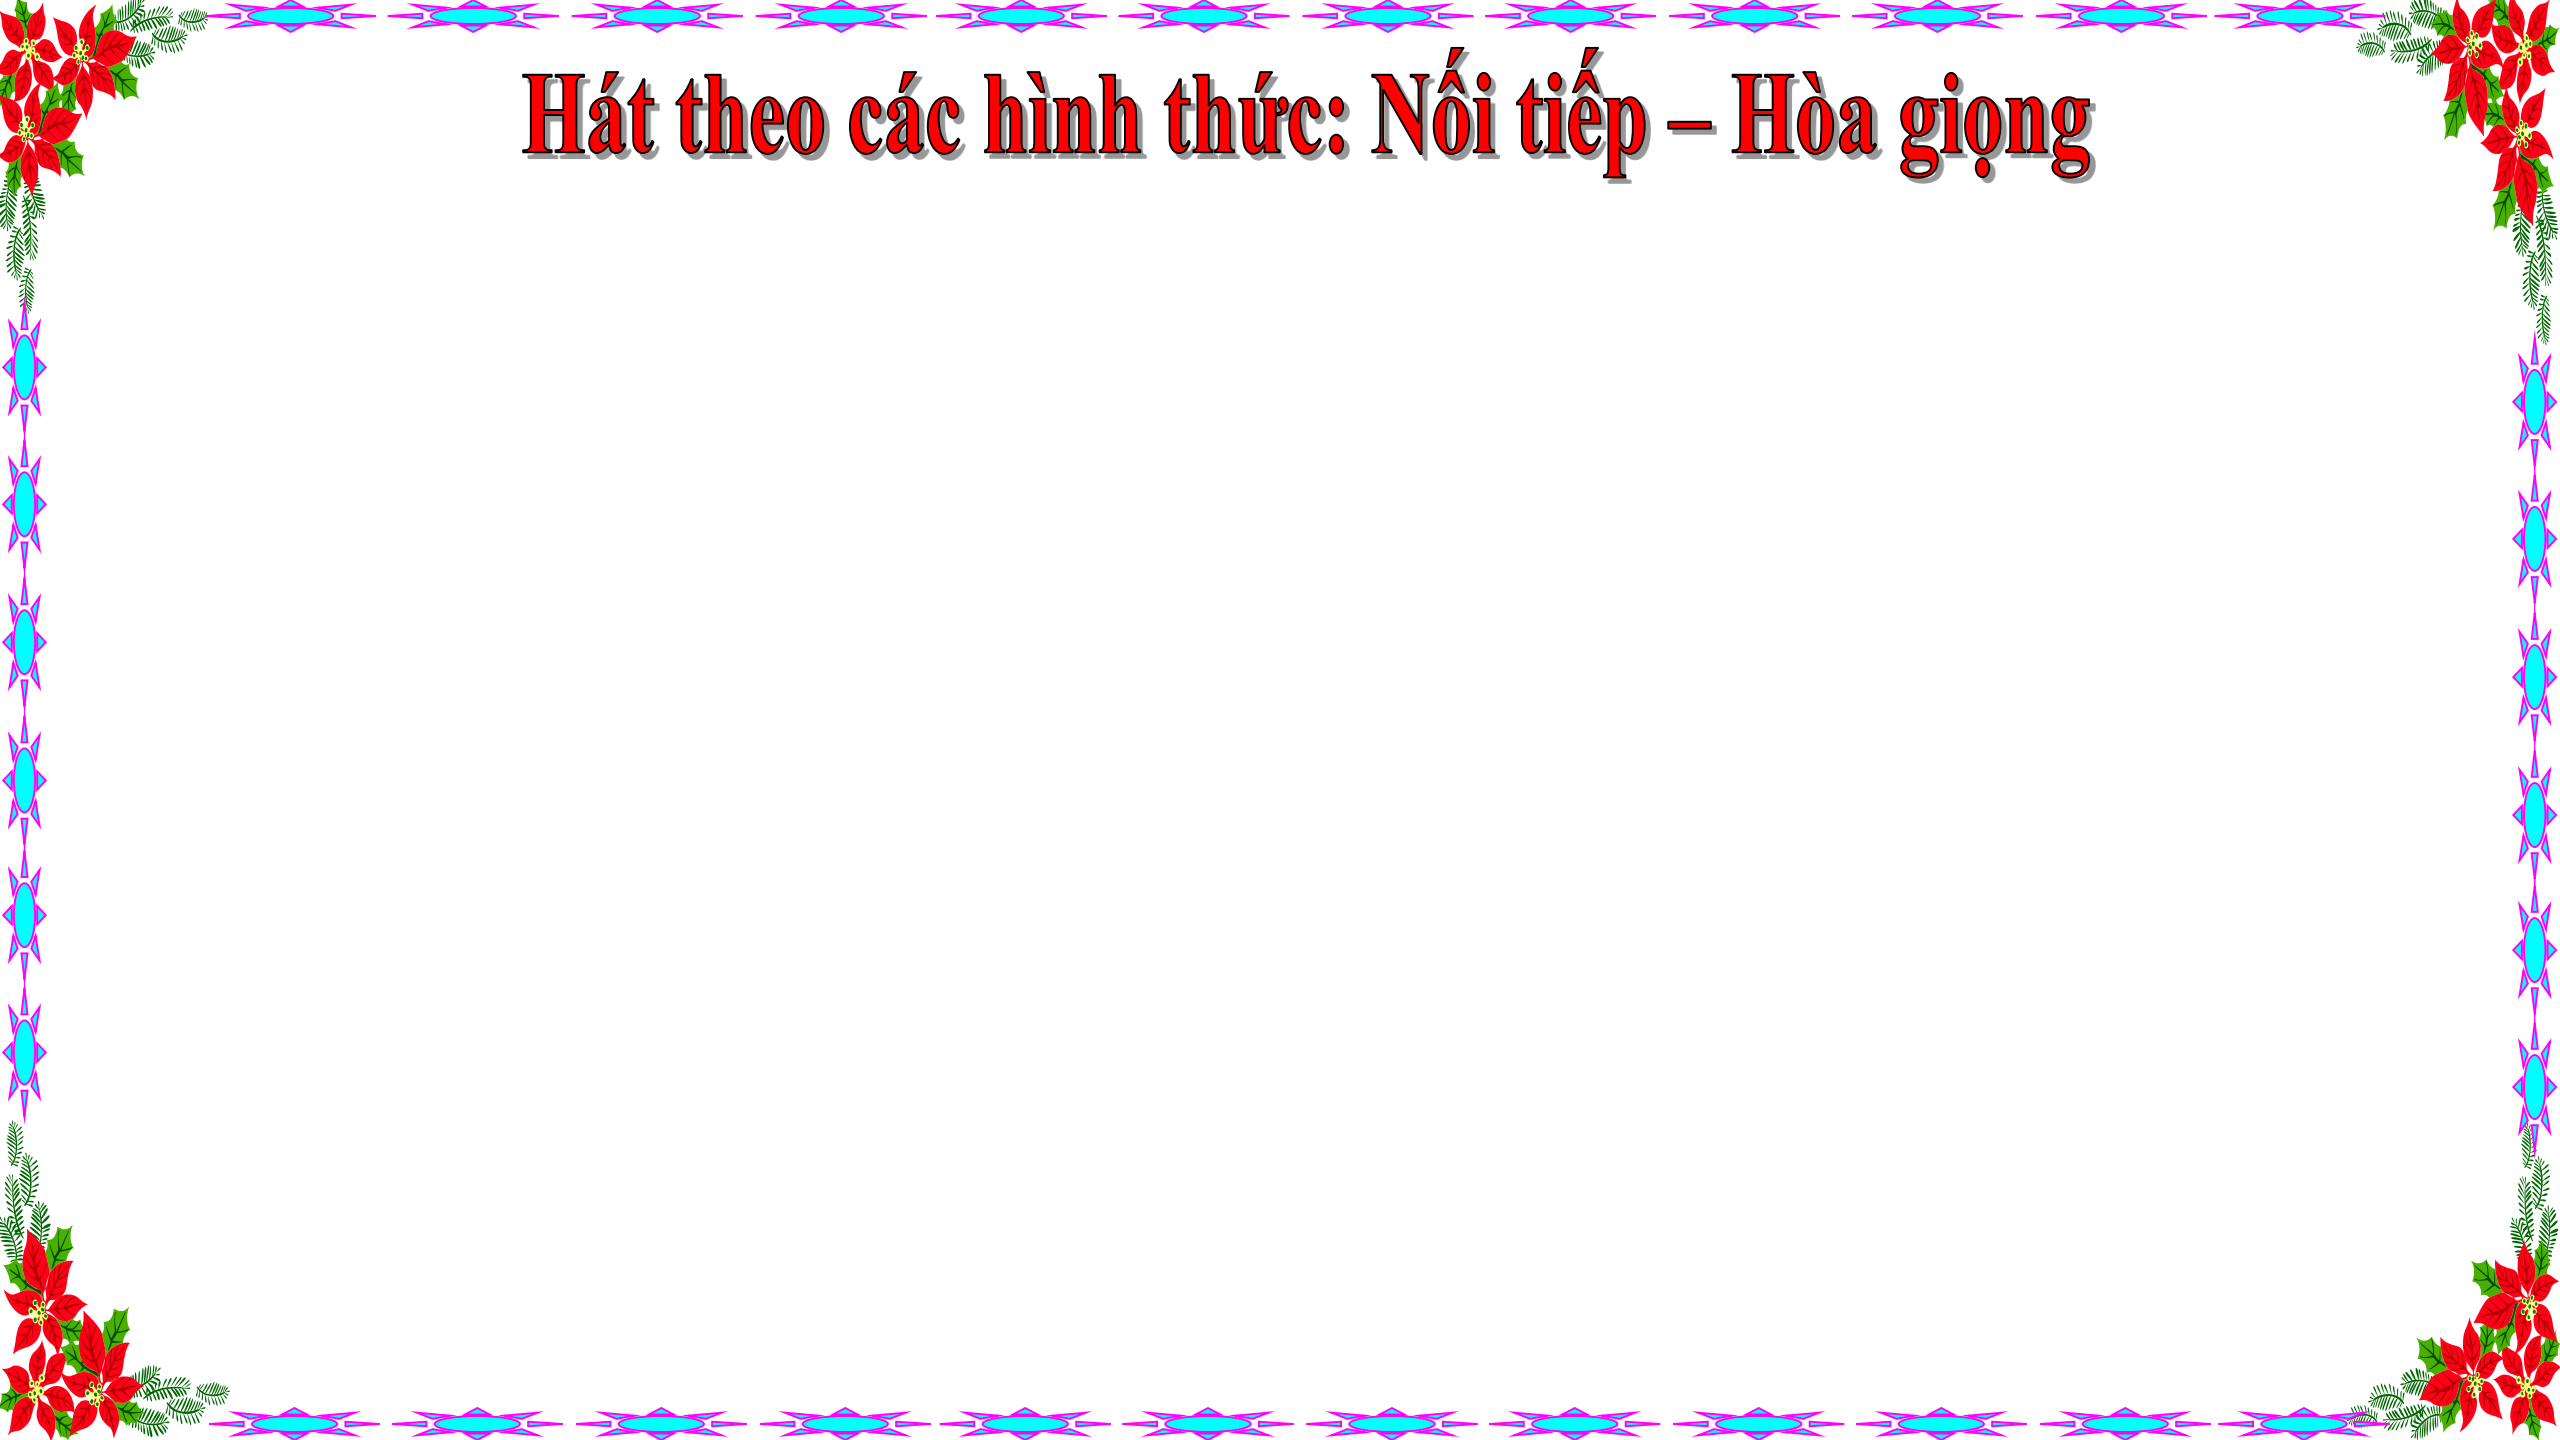 Hát theo các hình thức: Nối tiếp – Hòa giọng